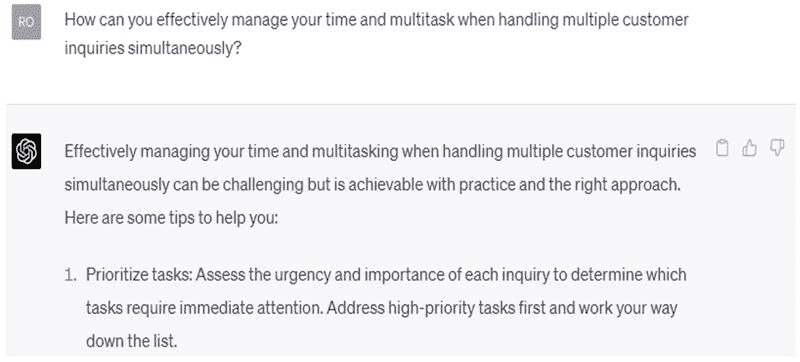 RO
How can you effectively manage your time and multitask when handling multiple customer
inquiries simultaneously?
Effectively managing your time and multitasking when handling multiple customer inquiries
simultaneously can be challenging but is achievable with practice and the right approach.
Here are some tips to help you:
1. Prioritize tasks: Assess the urgency and importance of each inquiry to determine which
tasks require immediate attention. Address high-priority tasks first and work your way
down the list.